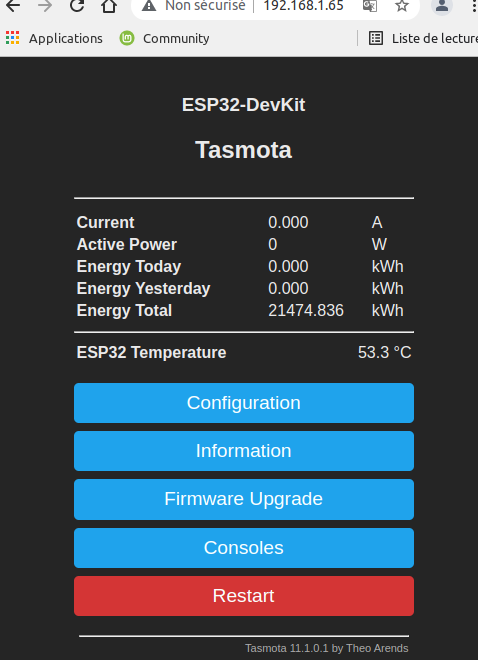 Non sécurisé 192.168.1.65
Applications Community Liste de lecture
ESP32-DevKit
Tasmota
Current 0.000 A
Active Power 0 W
Energy Today 0.000 kWh
Energy Yesterday 0.000 kWh
Energy Total 21474.836 kWh
ESP32 Temperature 53.3 °C
Configuration
Information
Firmware Upgrade
Consoles
Restart
Tasmota 11.1.0.1 by Theo Arends